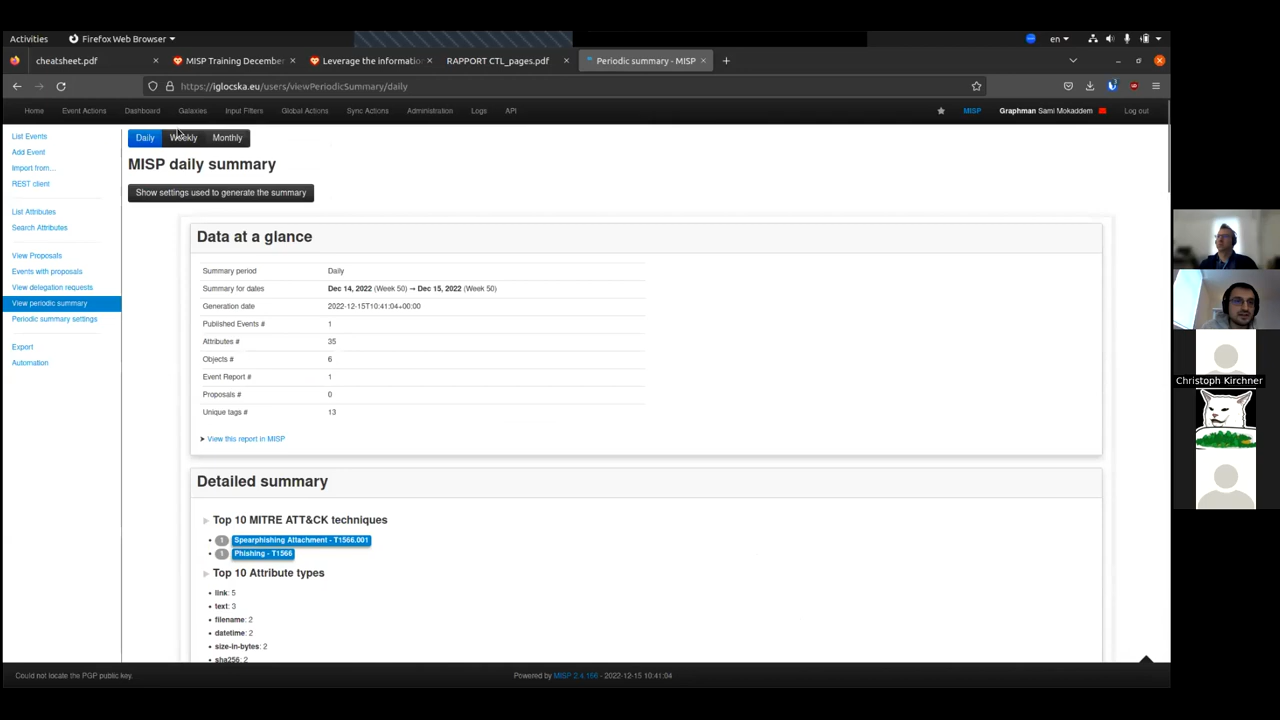 Activities
Firefox Web Browser
en
cheatsheet.pdf
MISP Training December
Leverage the informatio
RAPPORT CTL_pages.pdf
Periodic summary - MISP
https://iglocska.eu/users/viewPeriodicSummary/daily
Home
Event Actions
Dashboard
Galaxies
Input Filters
Global Actions
Sync Actions
Administration
Logs
API
MISP
Graphman Sami Mokaddem
Log out
List Events
Add Event
Import from...
REST client
List Attributes
Search Attributes
View Proposals
Events with proposals
View delegation requests
View periodic summary
Periodic summary settings
Export
Automation
Daily
Weekly
Monthly
MISP daily summary
Show settings used to generate the summary
Data at a glance
Summary period Daily
Summary for dates Dec 14, 2022 (Week 50) → Dec 15, 2022 (Week 50)
Generation date 2022-12-15T10:41:04+00:00
Published Events # 1
Attributes # 35
Objects # 6
Event Report # 1
Proposals # 0
Unique tags # 13
View this report in MISP
Detailed summary
Top 10 MITRE ATT&CK techniques
1 Spearphishing Attachment - T1566.001
1 Phishing - T1566
Top 10 Attribute types
link: 5
text: 3
filename: 2
datetime: 2
size-in-bytes: 2
sha256: 2
Could not locate the PGP public key.
Powered by MISP 2.4.166 - 2022-12-15 10:41:04
Christoph Kirchner